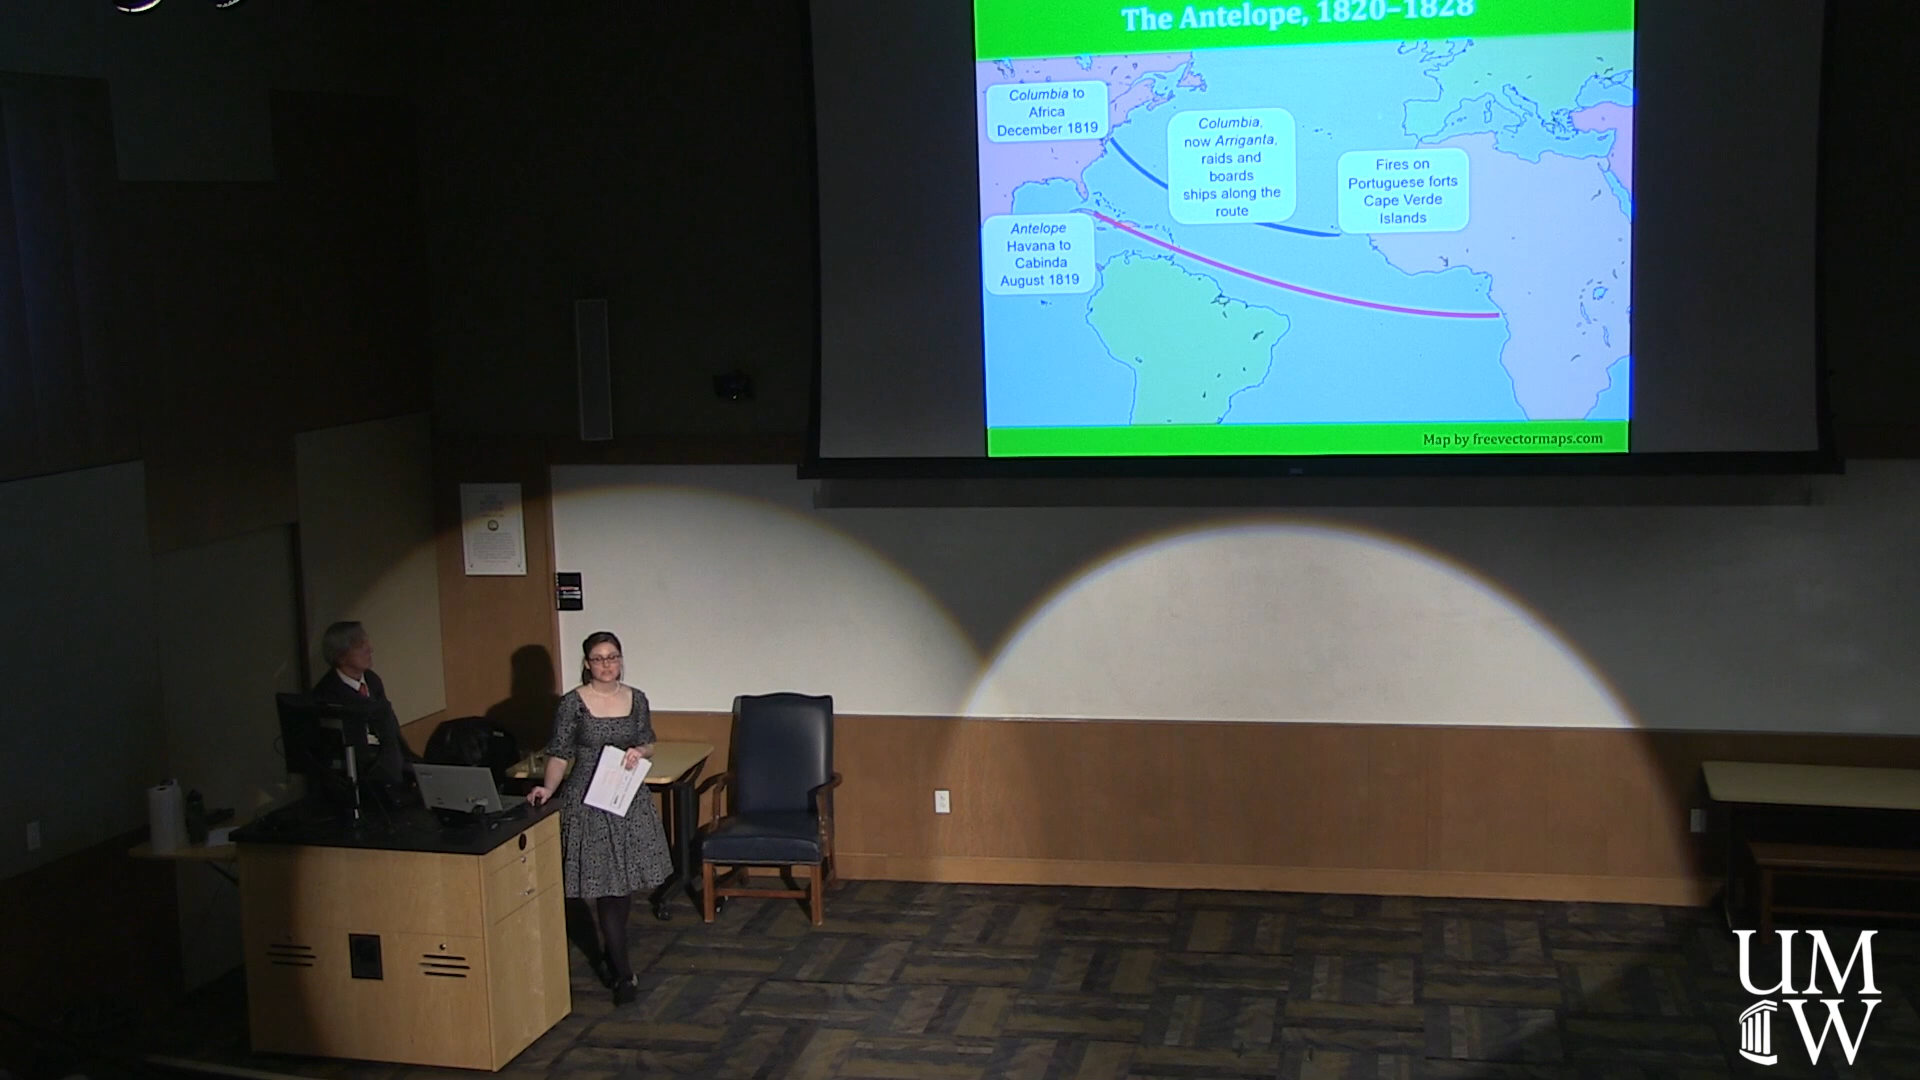 The Antelope, 1820–1828
Columbia to
Africa
December 1819
Columbia,
now Arriganta,
raids and
boards
ships along the
route
Fires on
Portuguese forts
Cape Verde
Islands
Antelope
Havana to
Cabinda
August 1819
Map by freevectormaps.com
UM
W